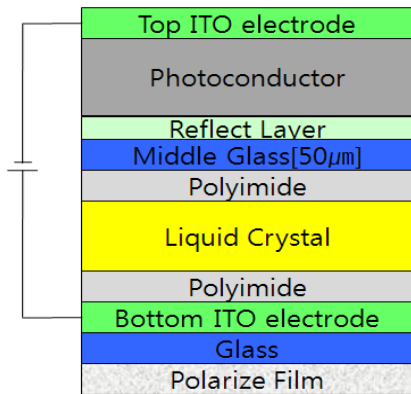 Top ITO electrode
Photoconductor
Reflect Layer
Middle Glass[50㎛]
Polyimide
Liquid Crystal
Polyimide
Bottom ITO electrode
Glass
Polarize Film